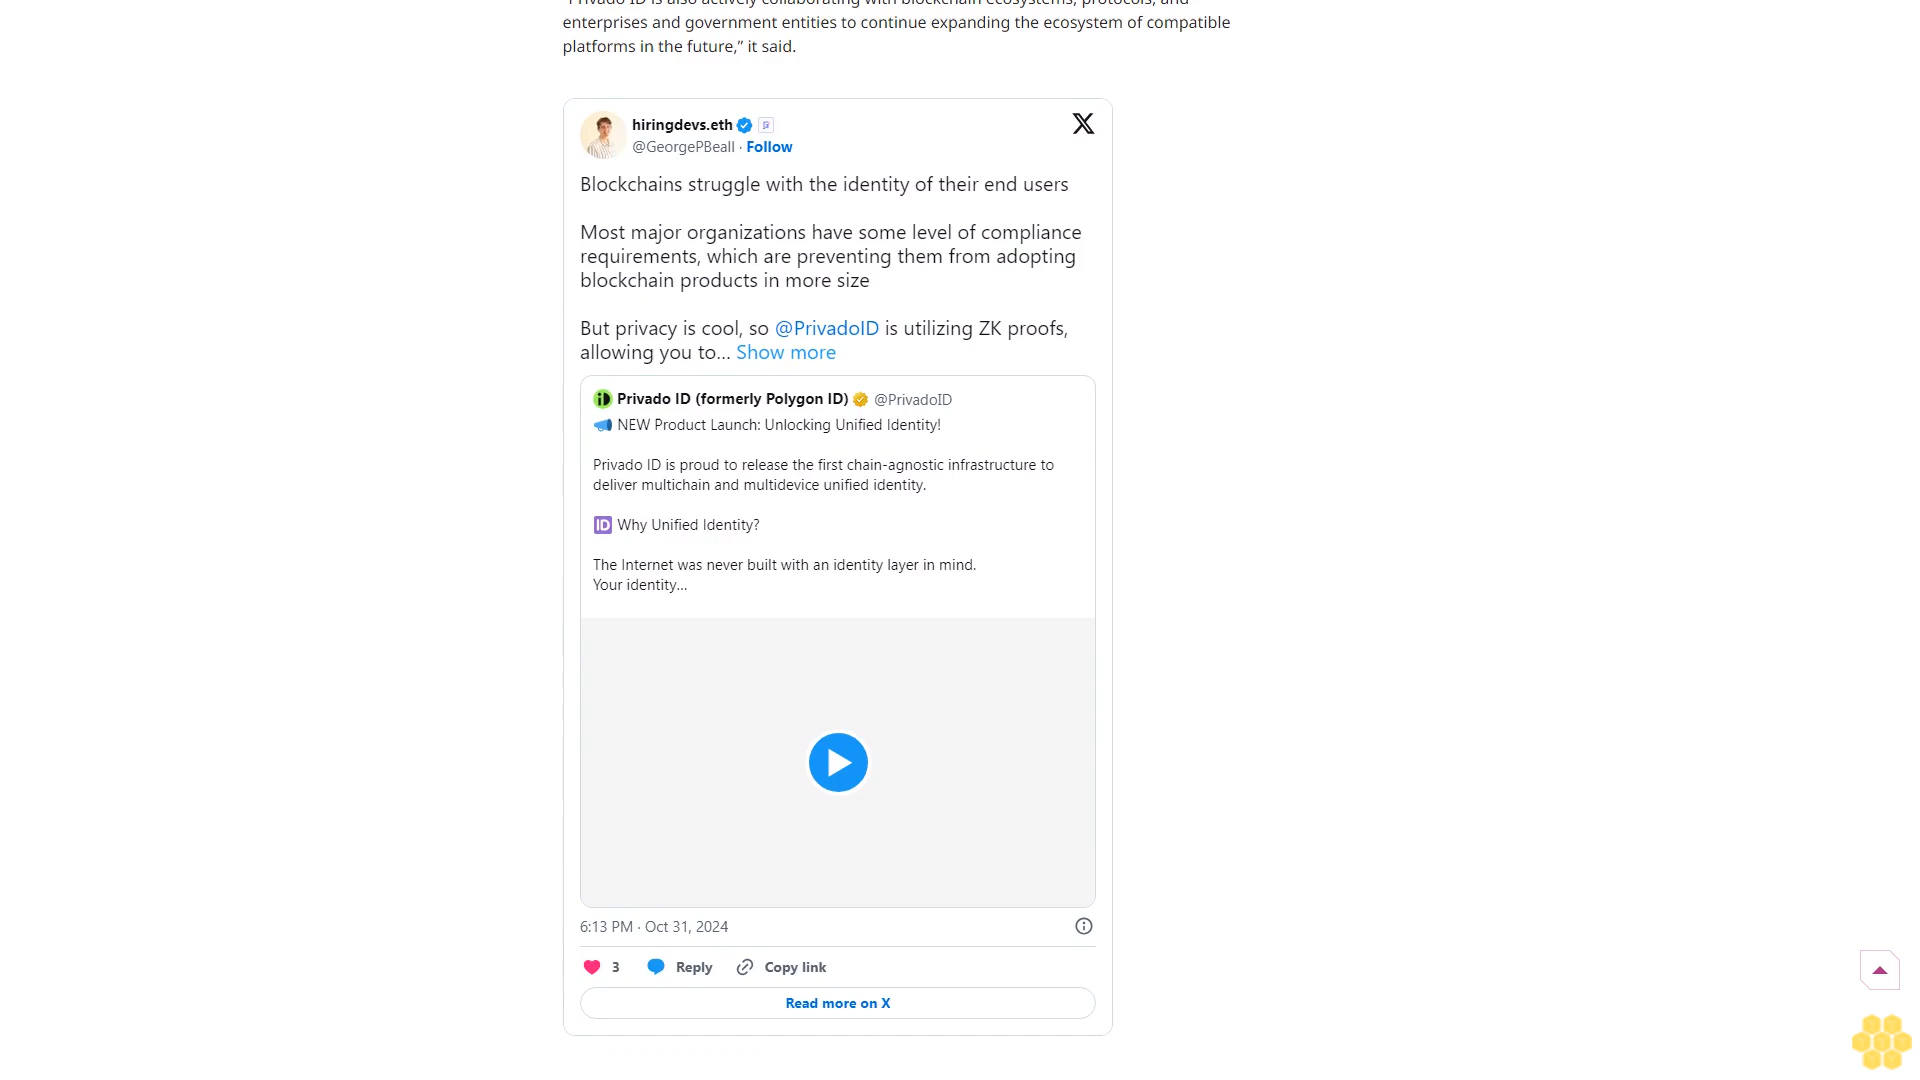 “Privado ID is also actively collaborating with blockchain ecosystems, protocols, and
enterprises and government entities to continue expanding the ecosystem of compatible
platforms in the future,” it said.
hiringdevs.eth
@GeorgePBeall · Follow
Blockchains struggle with the identity of their end users
Most major organizations have some level of compliance
requirements, which are preventing them from adopting
blockchain products in more size
But privacy is cool, so @PrivadoID is utilizing ZK proofs,
allowing you to… Show more
Privado ID (formerly Polygon ID) @PrivadoID
📣 NEW Product Launch: Unlocking Unified Identity!
Privado ID is proud to release the first chain-agnostic infrastructure to
deliver multichain and multidevice unified identity.
🆔 Why Unified Identity?
The Internet was never built with an identity layer in mind.
Your identity…
6:13 PM · Oct 31, 2024
3 Reply Copy link
Read more on X